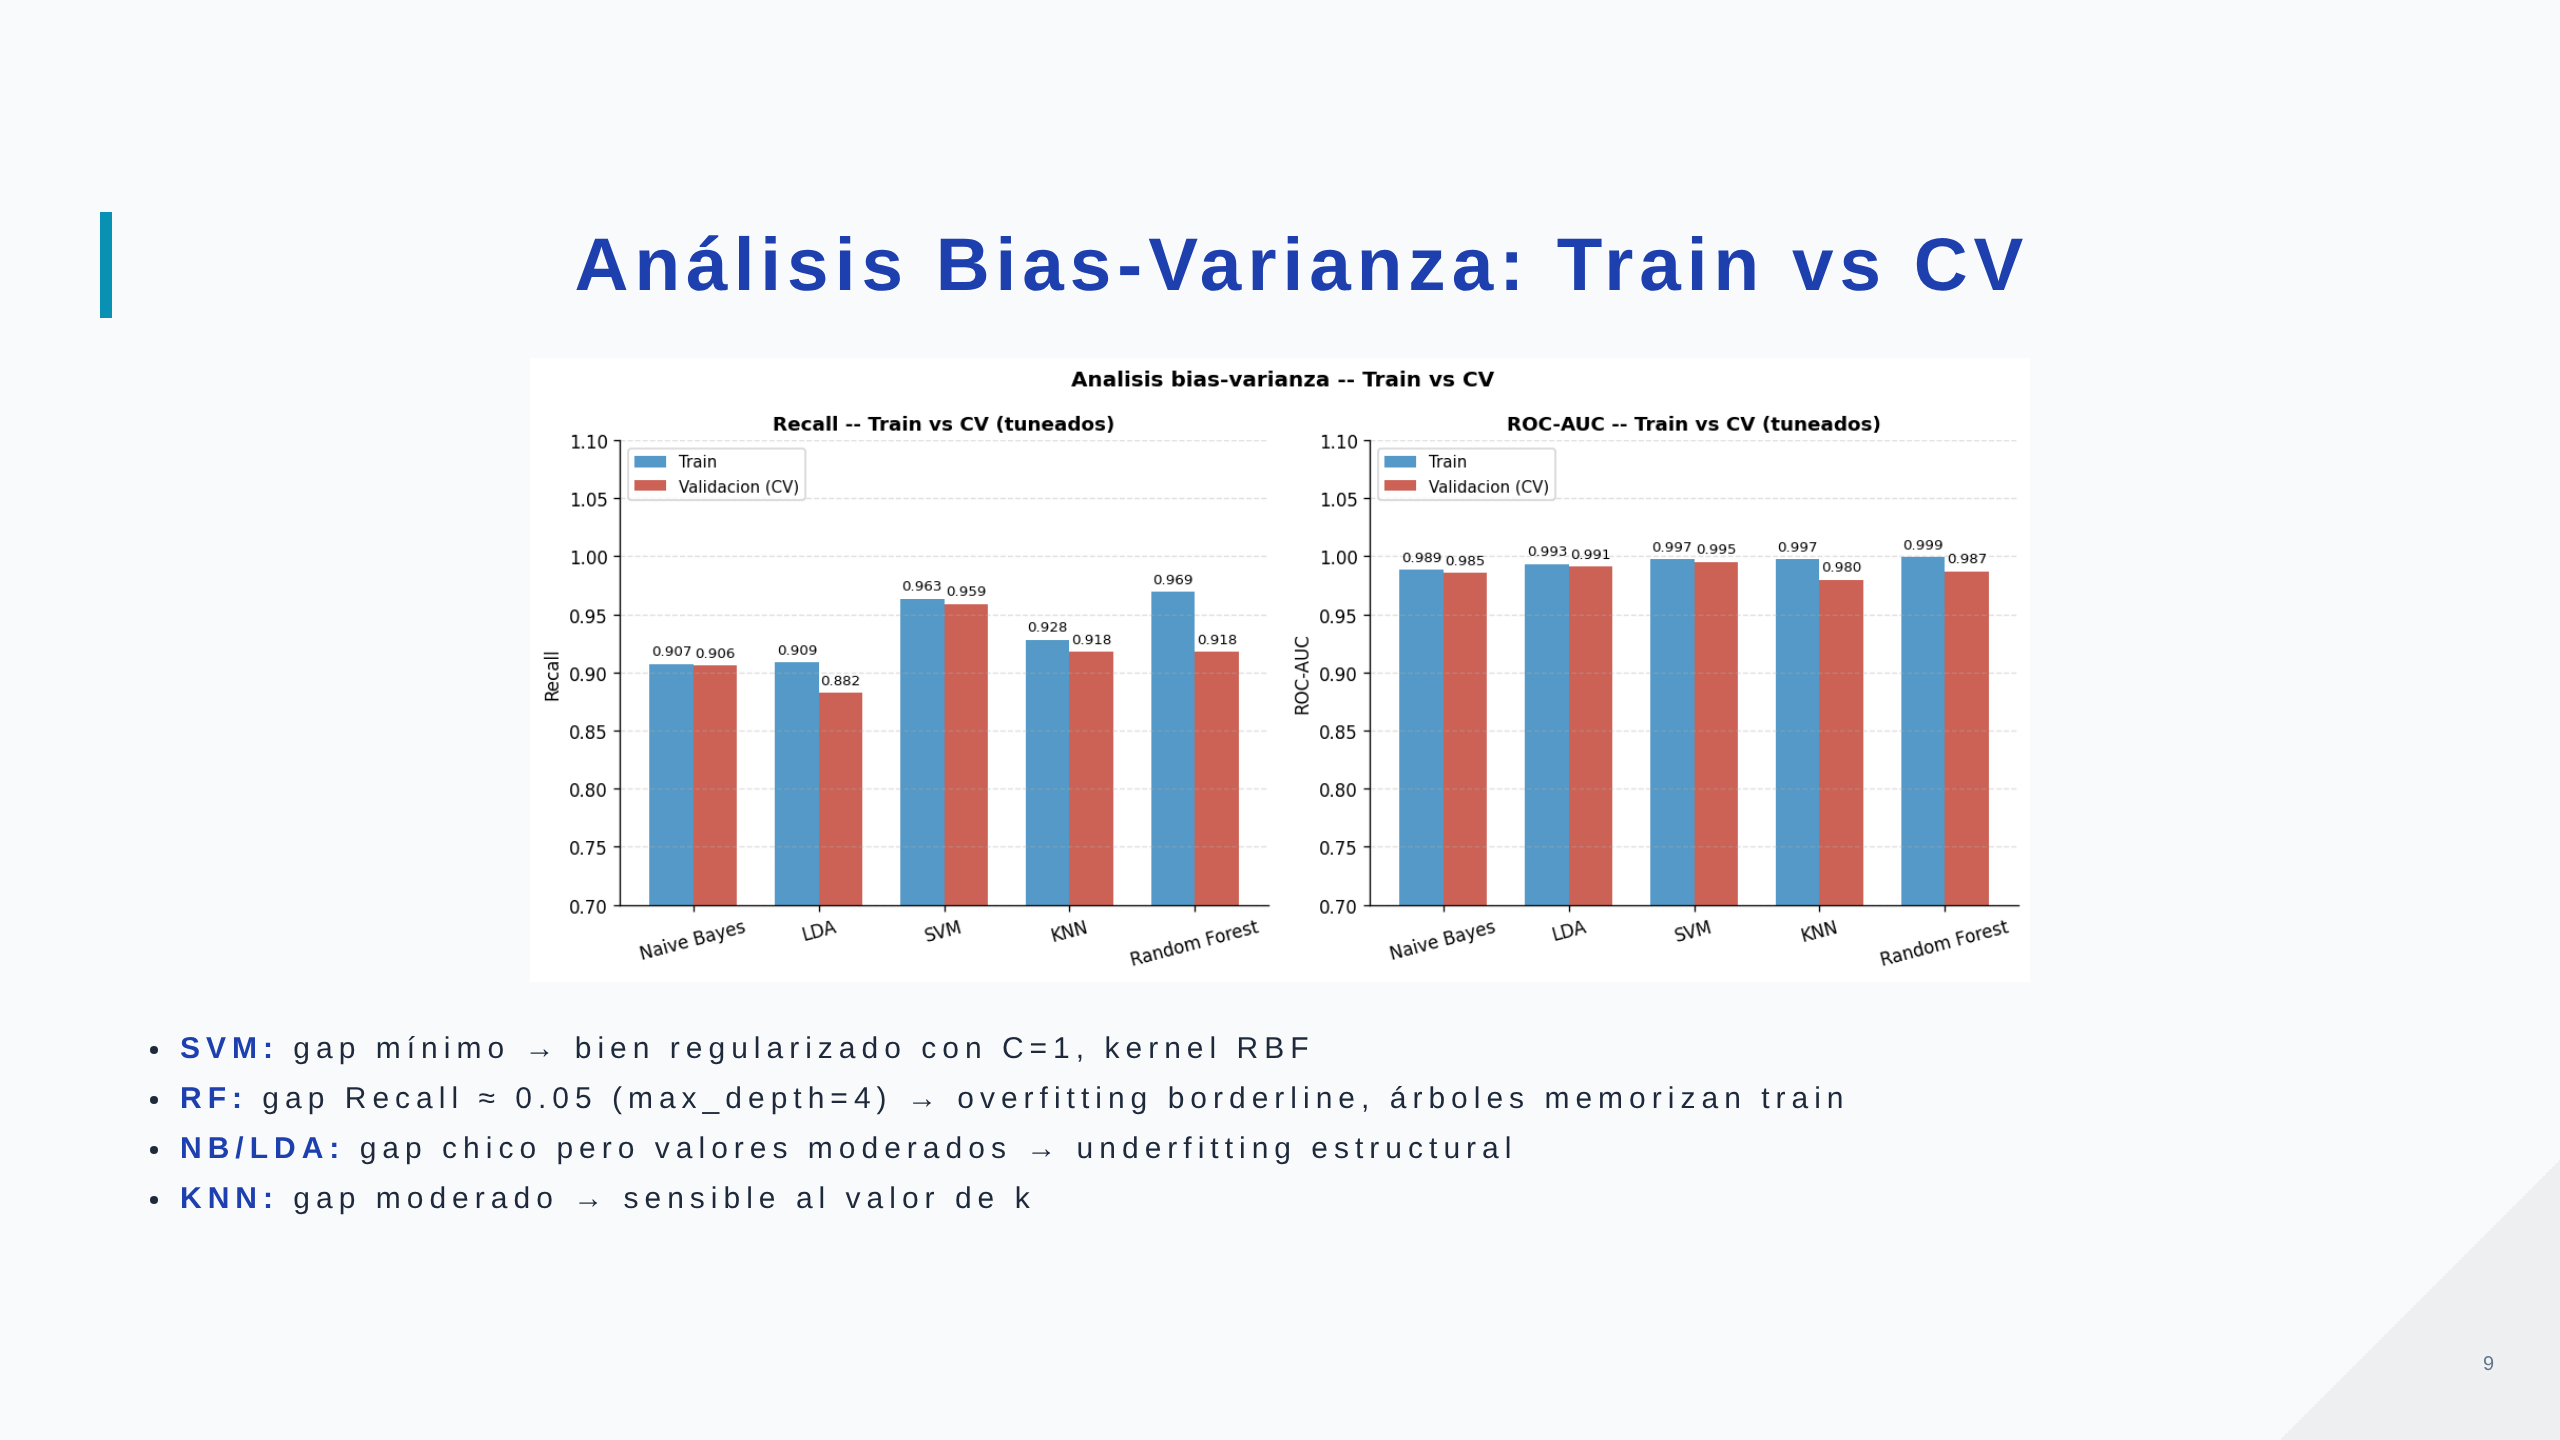 Análisis Bias-Varianza: Train vs CV
Analisis bias-varianza -- Train vs CV
Recall -- Train vs CV (tuneados)
Train
Validacion (CV)
1.10
1.05
1.00
0.95
0.90
0.85
0.80
0.75
0.70
Recall
0.907 0.906
0.909 0.882
0.963 0.959
0.928 0.918
0.969 0.918
Naive Bayes
LDA
SVM
KNN
Random Forest
ROC-AUC -- Train vs CV (tuneados)
Train
Validacion (CV)
1.10
1.05
1.00
0.95
0.90
0.85
0.80
0.75
0.70
ROC-AUC
0.989 0.985
0.993 0.991
0.997 0.995
0.997 0.980
0.999 0.987
Naive Bayes
LDA
SVM
KNN
Random Forest
• SVM: gap mínimo → bien regularizado con C=1, kernel RBF
• RF: gap Recall ≈ 0.05 (max_depth=4) → overfitting borderline, árboles memorizan train
• NB/LDA: gap chico pero valores moderados → underfitting estructural
• KNN: gap moderado → sensible al valor de k
9